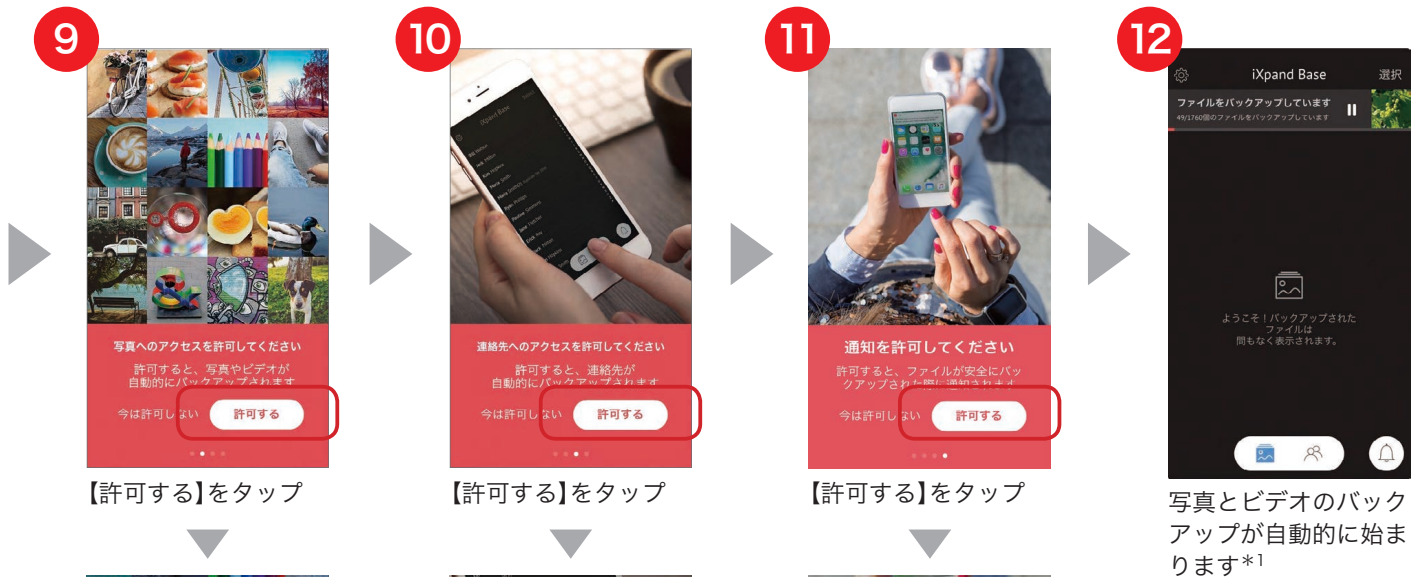 9
10
11
12
写真へのアクセスを許可してください
許可すると、写真やビデオが
自動的にバックアップされます
今は許可しない
許可する
【許可する】をタップ
連絡先へのアクセスを許可してください
許可すると、連絡先が
自動的にバックアップされます
今は許可しない
許可する
【許可する】をタップ
通知を許可してください
許可すると、ファイルが安全にバッ
クアップされた際に通知されます
今は許可しない
許可する
【許可する】をタップ
iXpand Base
選択
ファイルをバックアップしています
49/1760個のファイルをバックアップしています
ようこそ！バックアップされた
ファイルは
間もなく表示されます。
写真とビデオのバック
アップが自動的に始ま
ります*1